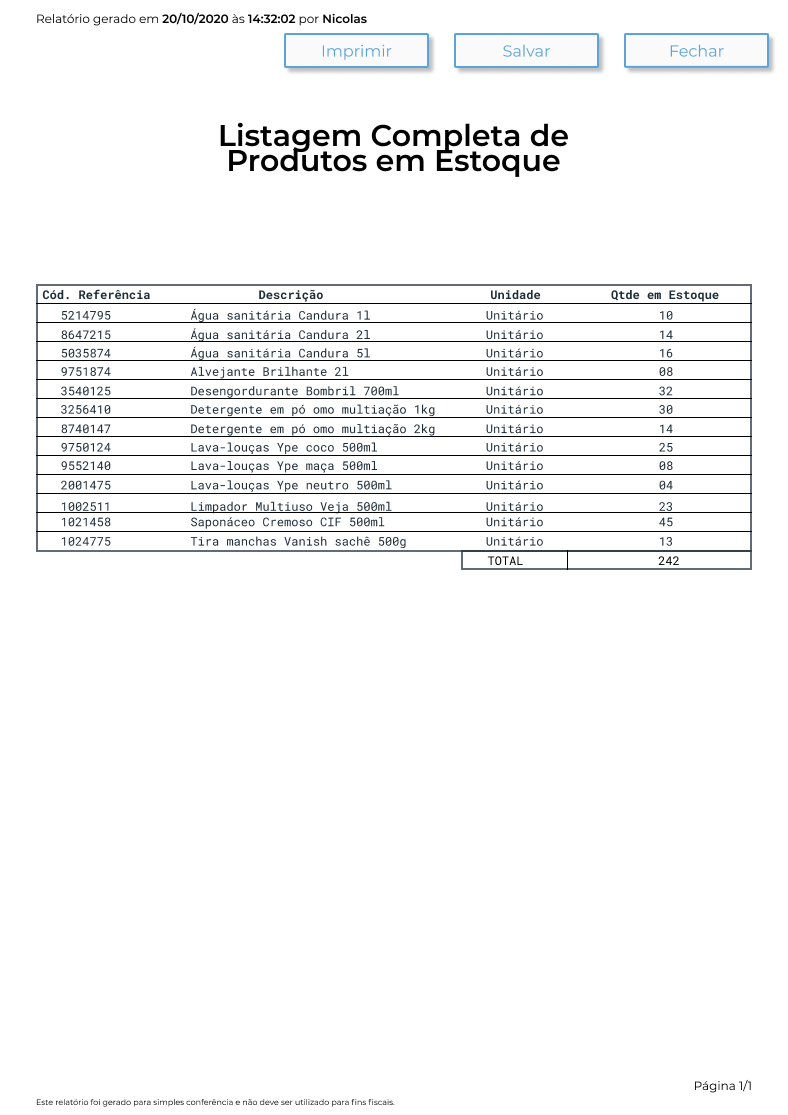 Relatório gerado em 20/10/2020 às 14:32:02 por Nicolas
Imprimir Salvar Fechar
Listagem Completa de
Produtos em Estoque
Cód. Referência Descrição Unidade Qtde em Estoque
5214795 Água sanitária Candura 1l Unitário 10
8647215 Água sanitária Candura 2l Unitário 14
5035874 Água sanitária Candura 5l Unitário 16
9751874 Alvejante Brilhante 2l Unitário 08
3540125 Desengordurante Bombril 700ml Unitário 32
3256410 Detergente em pó omo multiação 1kg Unitário 30
8740147 Detergente em pó omo multiação 2kg Unitário 14
9750124 Lava-louças Ype coco 500ml Unitário 25
9552140 Lava-louças Ype maça 500ml Unitário 08
2001475 Lava-louças Ype neutro 500ml Unitário 04
1002511 Limpador Multiuso Veja 500ml Unitário 23
1021458 Saponáceo Cremoso CIF 500ml Unitário 45
1024775 Tira manchas Vanish sachê 500g Unitário 13
TOTAL 242
Página 1/1
Este relatório foi gerado para simples conferência e não deve ser utilizado para fins fiscais.